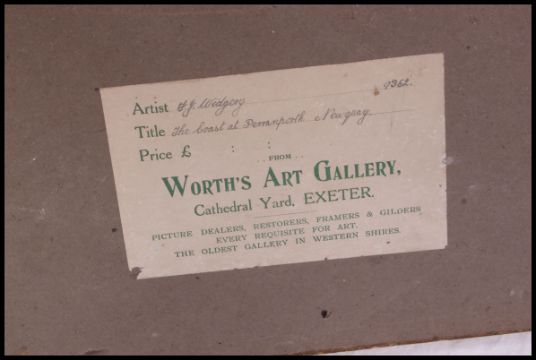 Artist F.J. Widgery 9362.
Title The Coast at Perranporth Newquay.
Price £ : :
..FROM..
WORTH'S ART GALLERY,
Cathedral Yard, EXETER.
PICTURE DEALERS, RESTORERS, FRAMERS & GILDERS
EVERY REQUISITE FOR ART.
THE OLDEST GALLERY IN WESTERN SHIRES.